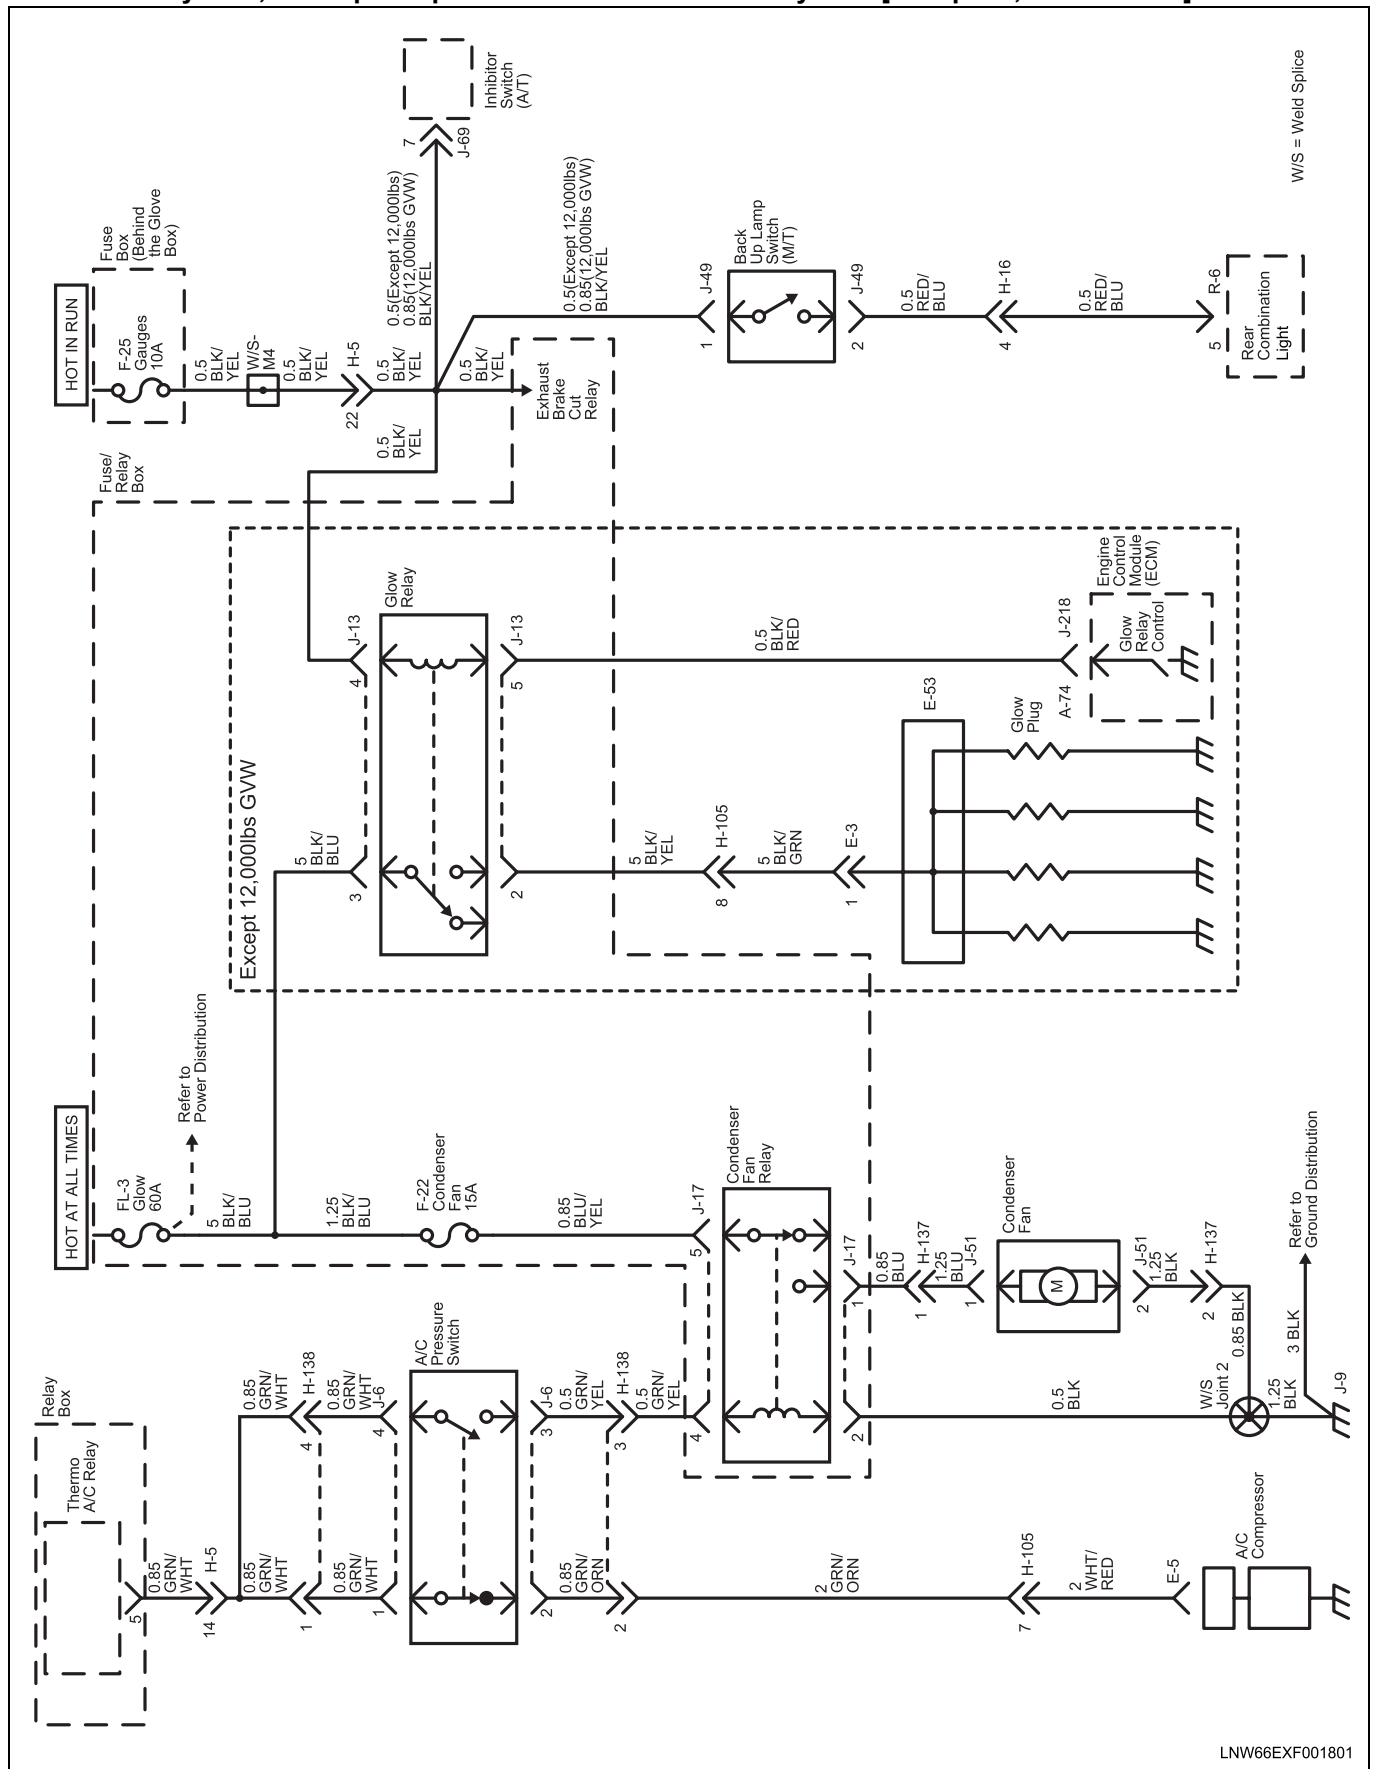 HOT IN RUN
Fuse
Box
(Behind
the Glove
Box)
F-25
Gauges
10A
0.5
BLK/
YEL
W/S-
M4
0.5
BLK/
YEL
22
H-5
0.5
BLK/
YEL
0.5
BLK/
YEL
0.5
BLK/
YEL
Exhaust
Brake
Cut
Relay
0.5(Except 12,000lbs)
0.85(12,000lbs GVW)
BLK/YEL
7
J-69
Inhibitor
Switch
(A/T)
0.5(Except 12,000lbs)
0.85(12,000lbs GVW)
BLK/YEL
1
J-49
Back
Up Lamp
Switch
(M/T)
2
J-49
0.5
RED/
BLU
4
H-16
0.5
RED/
BLU
5
R-6
Rear
Combination
Light
W/S = Weld Splice
Fuse/
Relay
Box
Except 12,000lbs GVW
Glow
Relay
4
J-13
5
J-13
0.5
BLK/
RED
A-74
J-218
Engine
Control
Module
(ECM)
Glow
Relay
Control
5
BLK/
BLU
3
2
5
BLK/
YEL
8
H-105
5
BLK/
GRN
1
E-3
E-53
Glow
Plug
HOT AT ALL TIMES
FL-3
Glow
60A
Refer to
Power Distribution
5
BLK/
BLU
1.25
BLK/
BLU
F-22
Condenser
Fan
15A
0.85
BLU/
YEL
5
J-17
Condenser
Fan
Relay
1
J-17
0.85
BLU
1
H-137
1.25
BLU
1
J-51
Condenser
Fan
M
2
J-51
1.25
BLK
2
H-137
0.85 BLK
W/S
Joint 2
1.25
BLK
3 BLK
Refer to
Ground Distribution
J-9
Relay
Box
Thermo
A/C Relay
5
0.85
GRN/
WHT
14
H-5
0.85
GRN/
WHT
0.85
GRN/
WHT
4
H-138
1
0.85
GRN/
WHT
0.85
GRN/
WHT
4
J-6
1
A/C
Pressure
Switch
3
J-6
2
0.5
GRN/
YEL
0.85
GRN/
ORN
3
H-138
2
0.5
GRN/
YEL
4
2
0.5
BLK
2
GRN/
ORN
7
H-105
2
WHT/
RED
E-5
A/C
Compressor
LNW66EXF001801